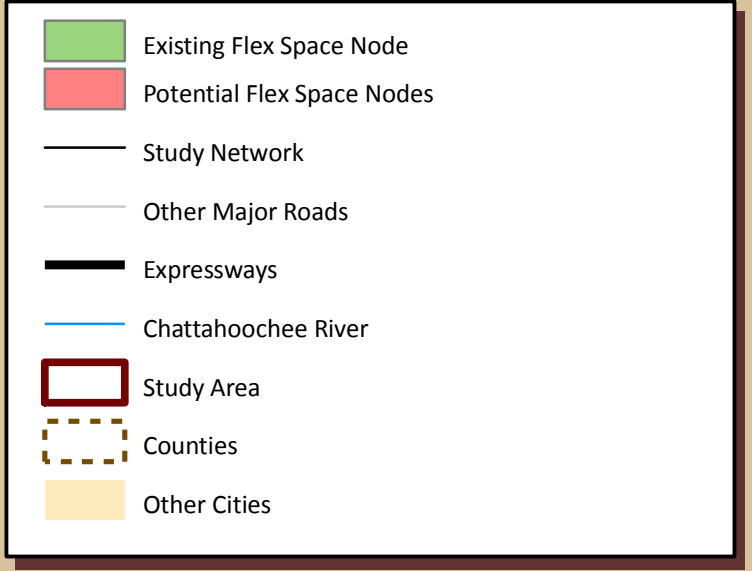 Existing Flex Space Node
Potential Flex Space Nodes
Study Network
Other Major Roads
Expressways
Chattahoochee River
Study Area
Counties
Other Cities